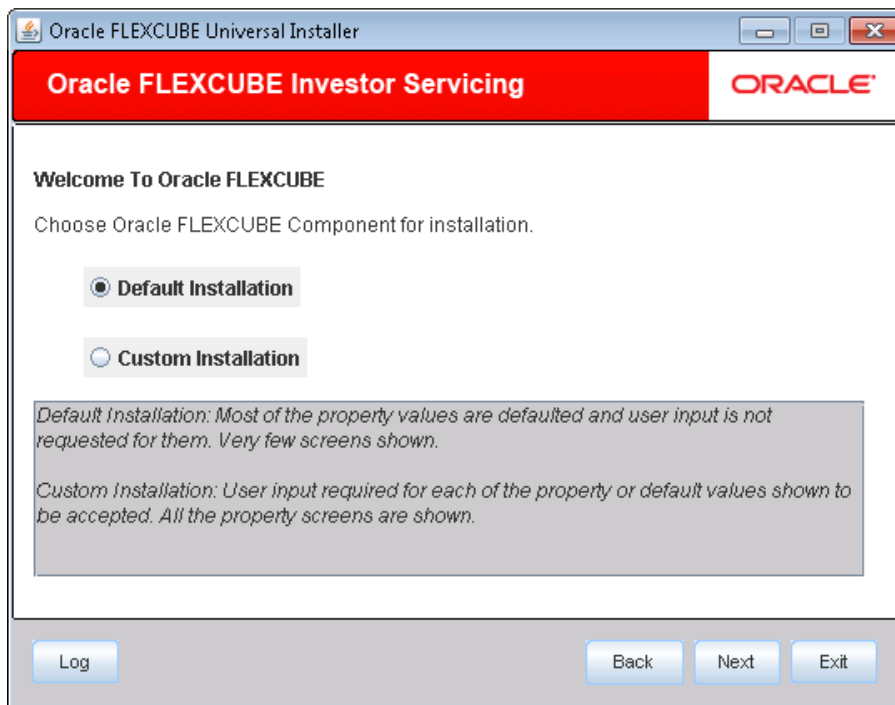 Oracle FLEXCUBE Universal Installer
Oracle FLEXCUBE Investor Servicing
ORACLE
Welcome To Oracle FLEXCUBE
Choose Oracle FLEXCUBE Component for installation.
Default Installation
Custom Installation
Default Installation: Most of the property values are defaulted and user input is not
requested for them. Very few screens shown.
Custom Installation: User input required for each of the property or default values shown to
be accepted. All the property screens are shown.
Log
Back
Next
Exit